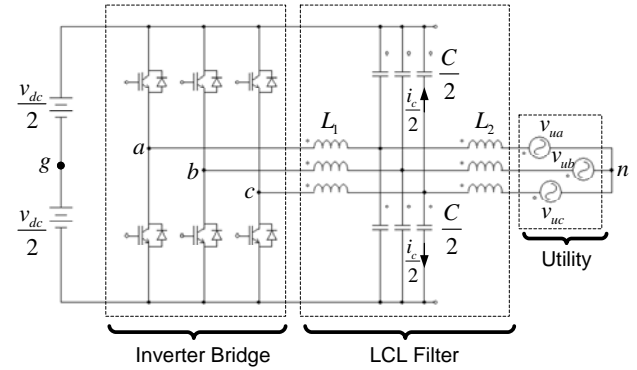 v_dc/2
g
v_dc/2
a
b
c
L_1
L_2
C/2
i_c/2
C/2
i_c/2
v_ua
v_ub
v_uc
n
Utility
Inverter Bridge
LCL Filter